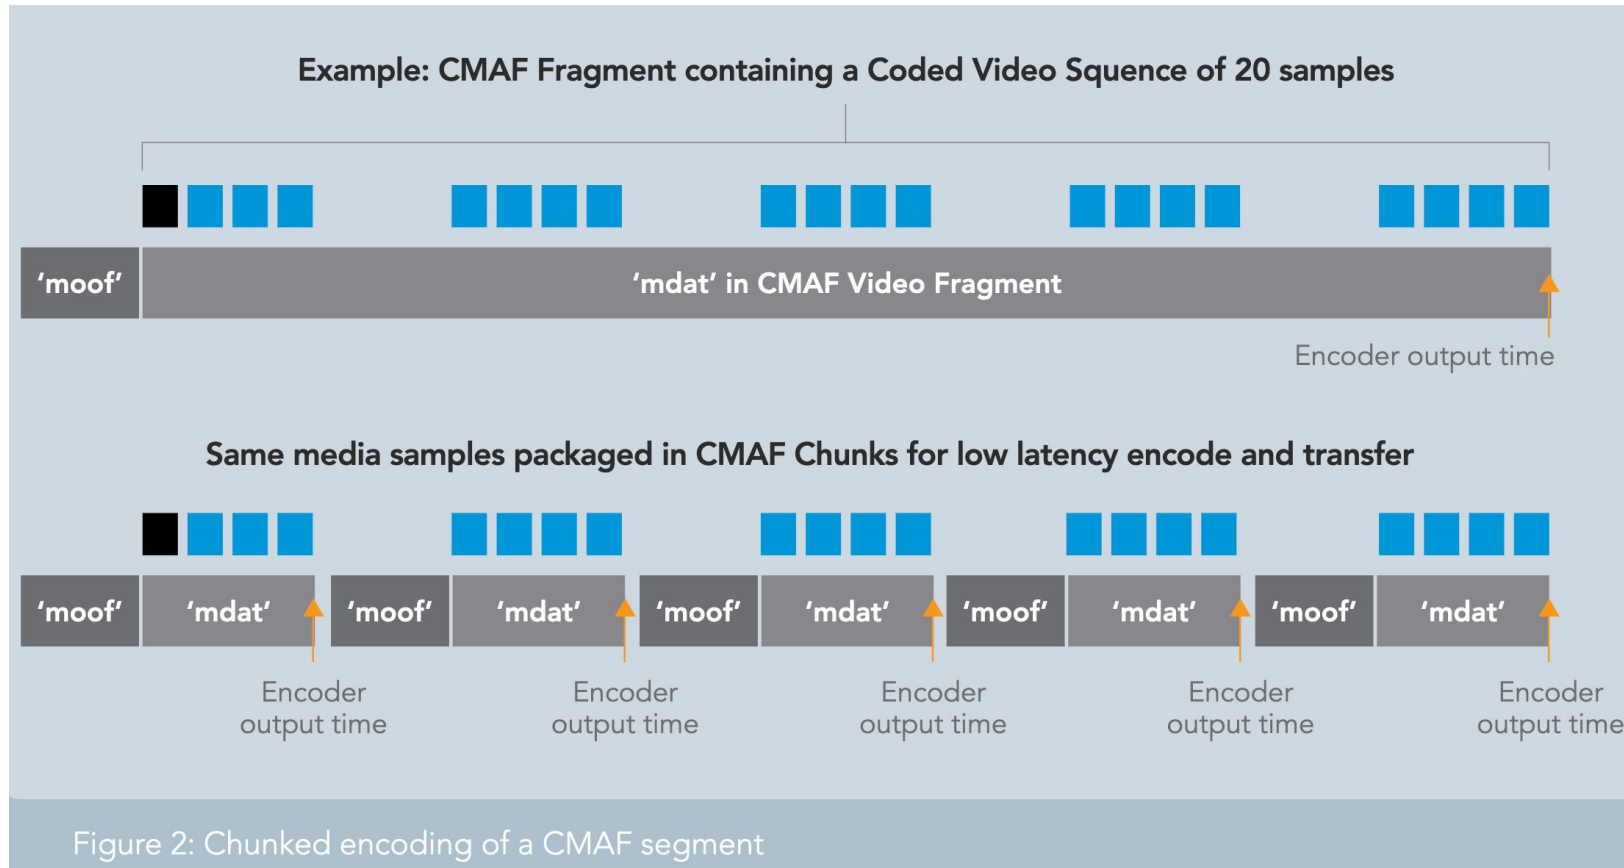 Example: CMAF Fragment containing a Coded Video Squence of 20 samples
‘moof’ ‘mdat’ in CMAF Video Fragment
Encoder output time
Same media samples packaged in CMAF Chunks for low latency encode and transfer
‘moof’ ‘mdat’ ‘moof’ ‘mdat’ ‘moof’ ‘mdat’ ‘moof’ ‘mdat’ ‘moof’ ‘mdat’
Encoder Encoder Encoder Encoder Encoder
output time output time output time output time output time
Figure 2: Chunked encoding of a CMAF segment